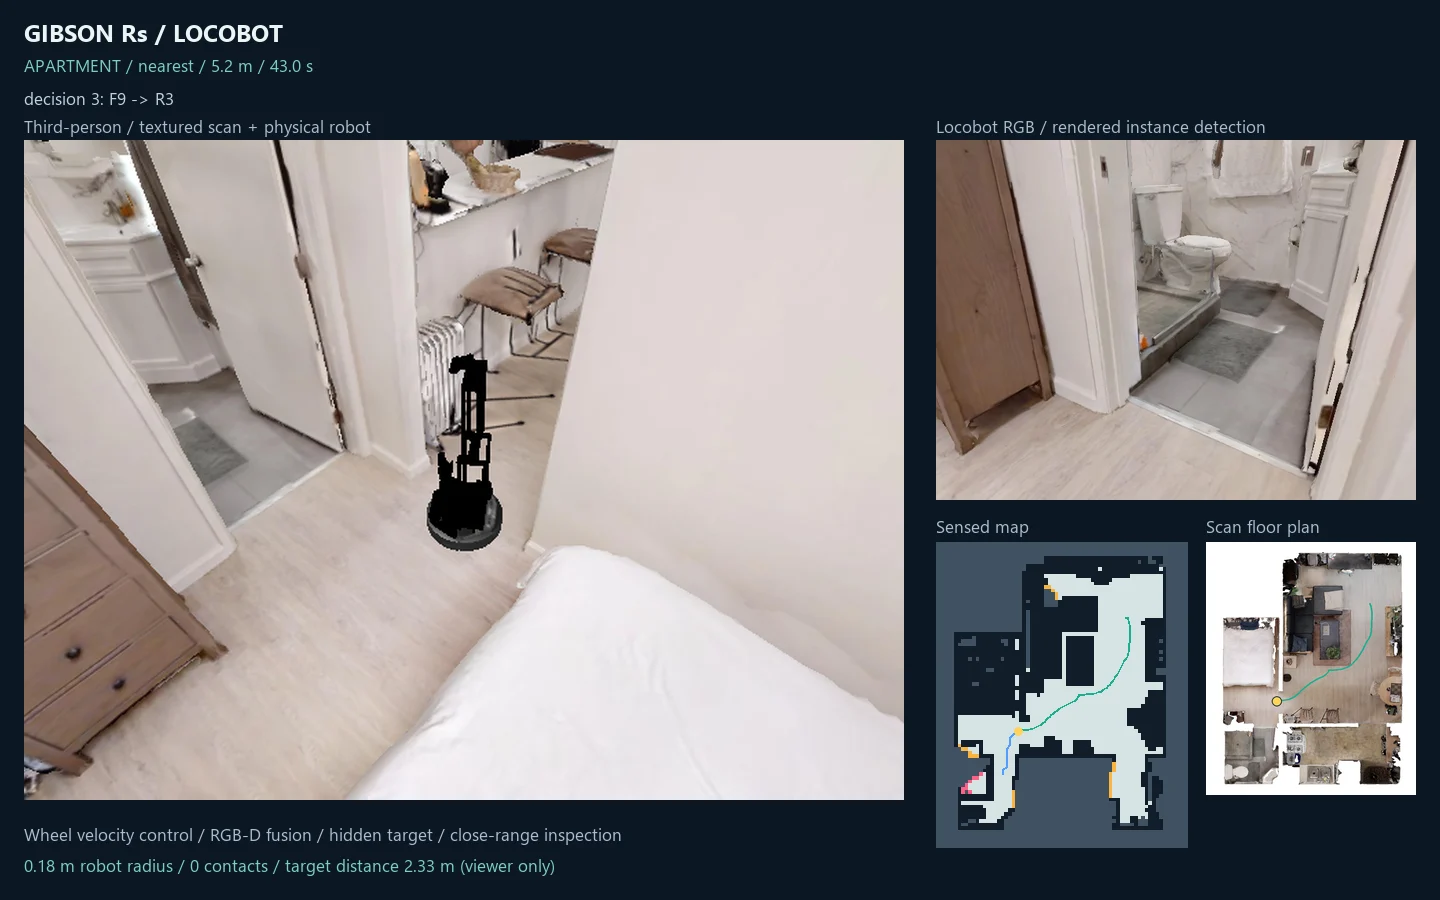 GIBSON Rs / LOCOBOT
APARTMENT / nearest / 5.2 m / 43.0 s
decision 3: F9 -> R3
Third-person / textured scan + physical robot
Locobot RGB / rendered instance detection
Sensed map
Scan floor plan
Wheel velocity control / RGB-D fusion / hidden target / close-range inspection
0.18 m robot radius / 0 contacts / target distance 2.33 m (viewer only)